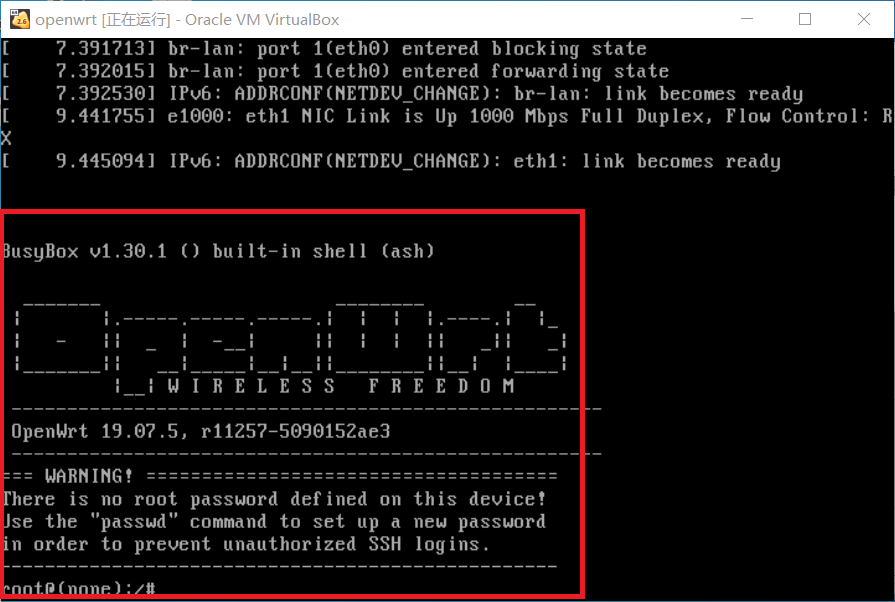 openwrt [正在运行] - Oracle VM VirtualBox
[    7.391713] br-lan: port 1(eth0) entered blocking state
[    7.392015] br-lan: port 1(eth0) entered forwarding state
[    7.392530] IPv6: ADDRCONF(NETDEV_CHANGE): br-lan: link becomes ready
[    9.441755] e1000: eth1 NIC Link is Up 1000 Mbps Full Duplex, Flow Control: R
X
[    9.445094] IPv6: ADDRCONF(NETDEV_CHANGE): eth1: link becomes ready
BusyBox v1.30.1 () built-in shell (ash)
OpenWrt
W I R E L E S S   F R E E D O M
-----------------------------------------------------
OpenWrt 19.07.5, r11257-5090152ae3
-----------------------------------------------------
=== WARNING! =====================================
There is no root password defined on this device!
Use the "passwd" command to set up a new password
in order to prevent unauthorized SSH logins.
--------------------------------------------------
root@(none):/#